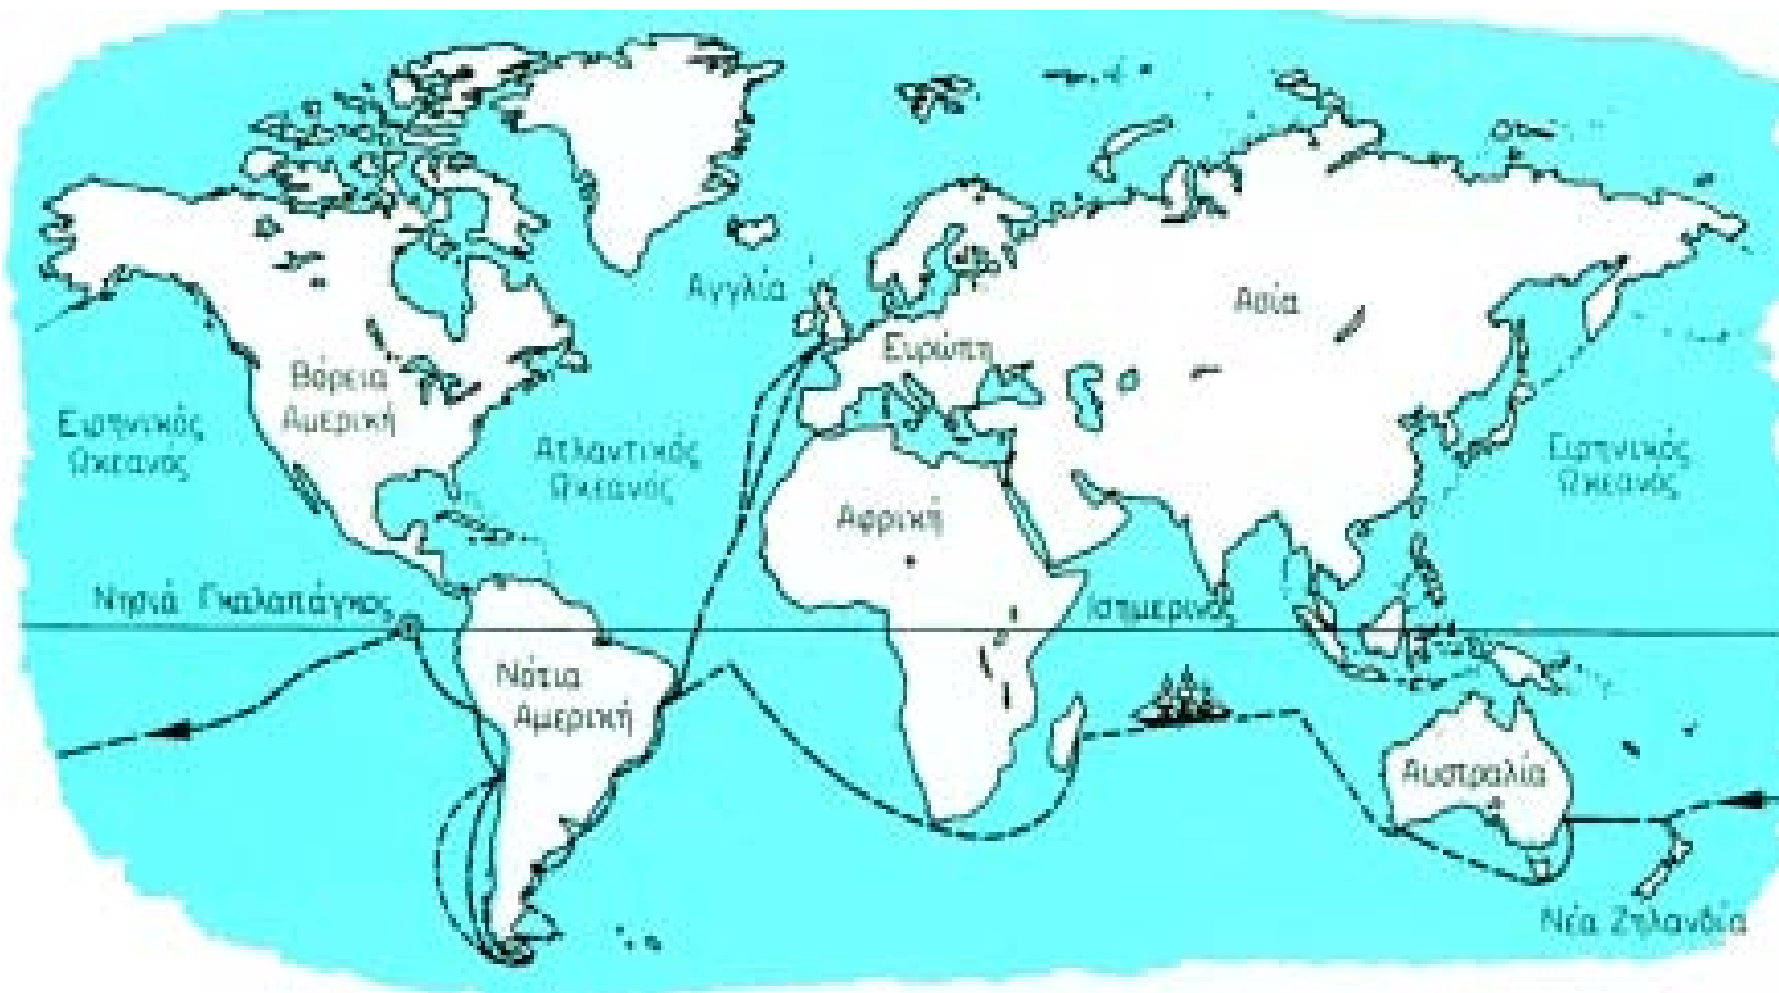 Αγγλία
Ασία
Ευρώπη
Βόρεια
Αμερική
Ειρηνικός
Ωκεανός
Ατλαντικός
Ωκεανός
Ειρηνικός
Ωκεανός
Αφρική
Νησιά Γκαλαπάγκος
Ισημερινός
Νότια
Αμερική
Αυστραλία
Νέα Ζηλανδία